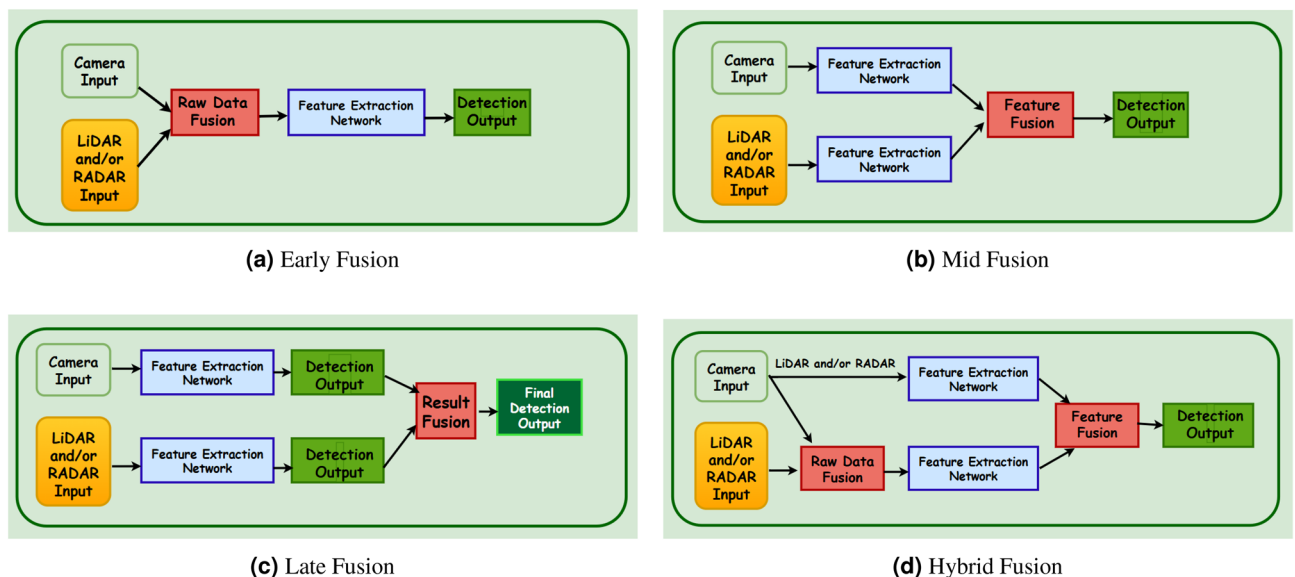 Camera
Input
LiDAR
and/or
RADAR
Input
Raw Data
Fusion
Feature Extraction
Network
Detection
Output
(a) Early Fusion
Camera
Input
LiDAR
and/or
RADAR
Input
Feature Extraction
Network
Feature Extraction
Network
Feature
Fusion
Detection
Output
(b) Mid Fusion
Camera
Input
LiDAR
and/or
RADAR
Input
Feature Extraction
Network
Feature Extraction
Network
Detection
Output
Detection
Output
Result
Fusion
Final
Detection
Output
(c) Late Fusion
Camera
Input
LiDAR
and/or
RADAR
Input
LiDAR and/or RADAR
Raw Data
Fusion
Feature Extraction
Network
Feature Extraction
Network
Feature
Fusion
Detection
Output
(d) Hybrid Fusion